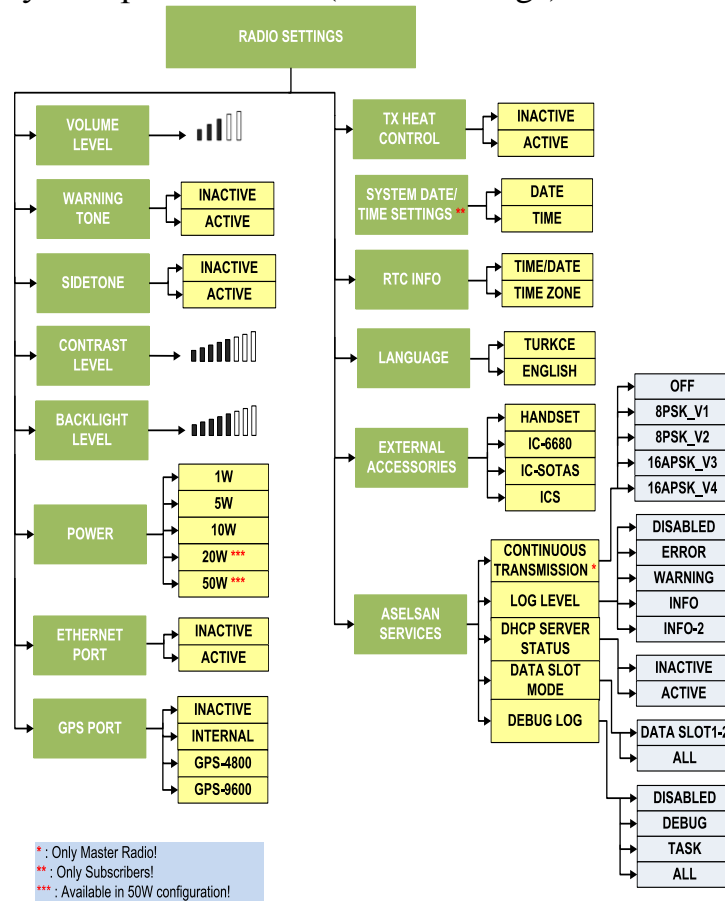 RADIO SETTINGS
VOLUME
LEVEL
WARNING
TONE
INACTIVE
ACTIVE
SIDETONE
INACTIVE
ACTIVE
CONTRAST
LEVEL
BACKLIGHT
LEVEL
POWER
1W
5W
10W
20W ***
50W ***
ETHERNET
PORT
INACTIVE
ACTIVE
GPS PORT
INACTIVE
INTERNAL
GPS-4800
GPS-9600
TX HEAT
CONTROL
INACTIVE
ACTIVE
SYSTEM DATE/
TIME SETTINGS **
DATE
TIME
RTC INFO
TIME/DATE
TIME ZONE
LANGUAGE
TURKCE
ENGLISH
EXTERNAL
ACCESSORIES
HANDSET
IC-6680
IC-SOTAS
ICS
ASELSAN
SERVICES
CONTINUOUS
TRANSMISSION *
LOG LEVEL
DHCP SERVER
STATUS
DATA SLOT
MODE
DEBUG LOG
OFF
8PSK_V1
8PSK_V2
16APSK_V3
16APSK_V4
DISABLED
ERROR
WARNING
INFO
INFO-2
INACTIVE
ACTIVE
DATA SLOT1-2
ALL
DISABLED
DEBUG
TASK
ALL
* : Only Master Radio!
** : Only Subscribers!
*** : Available in 50W configuration!